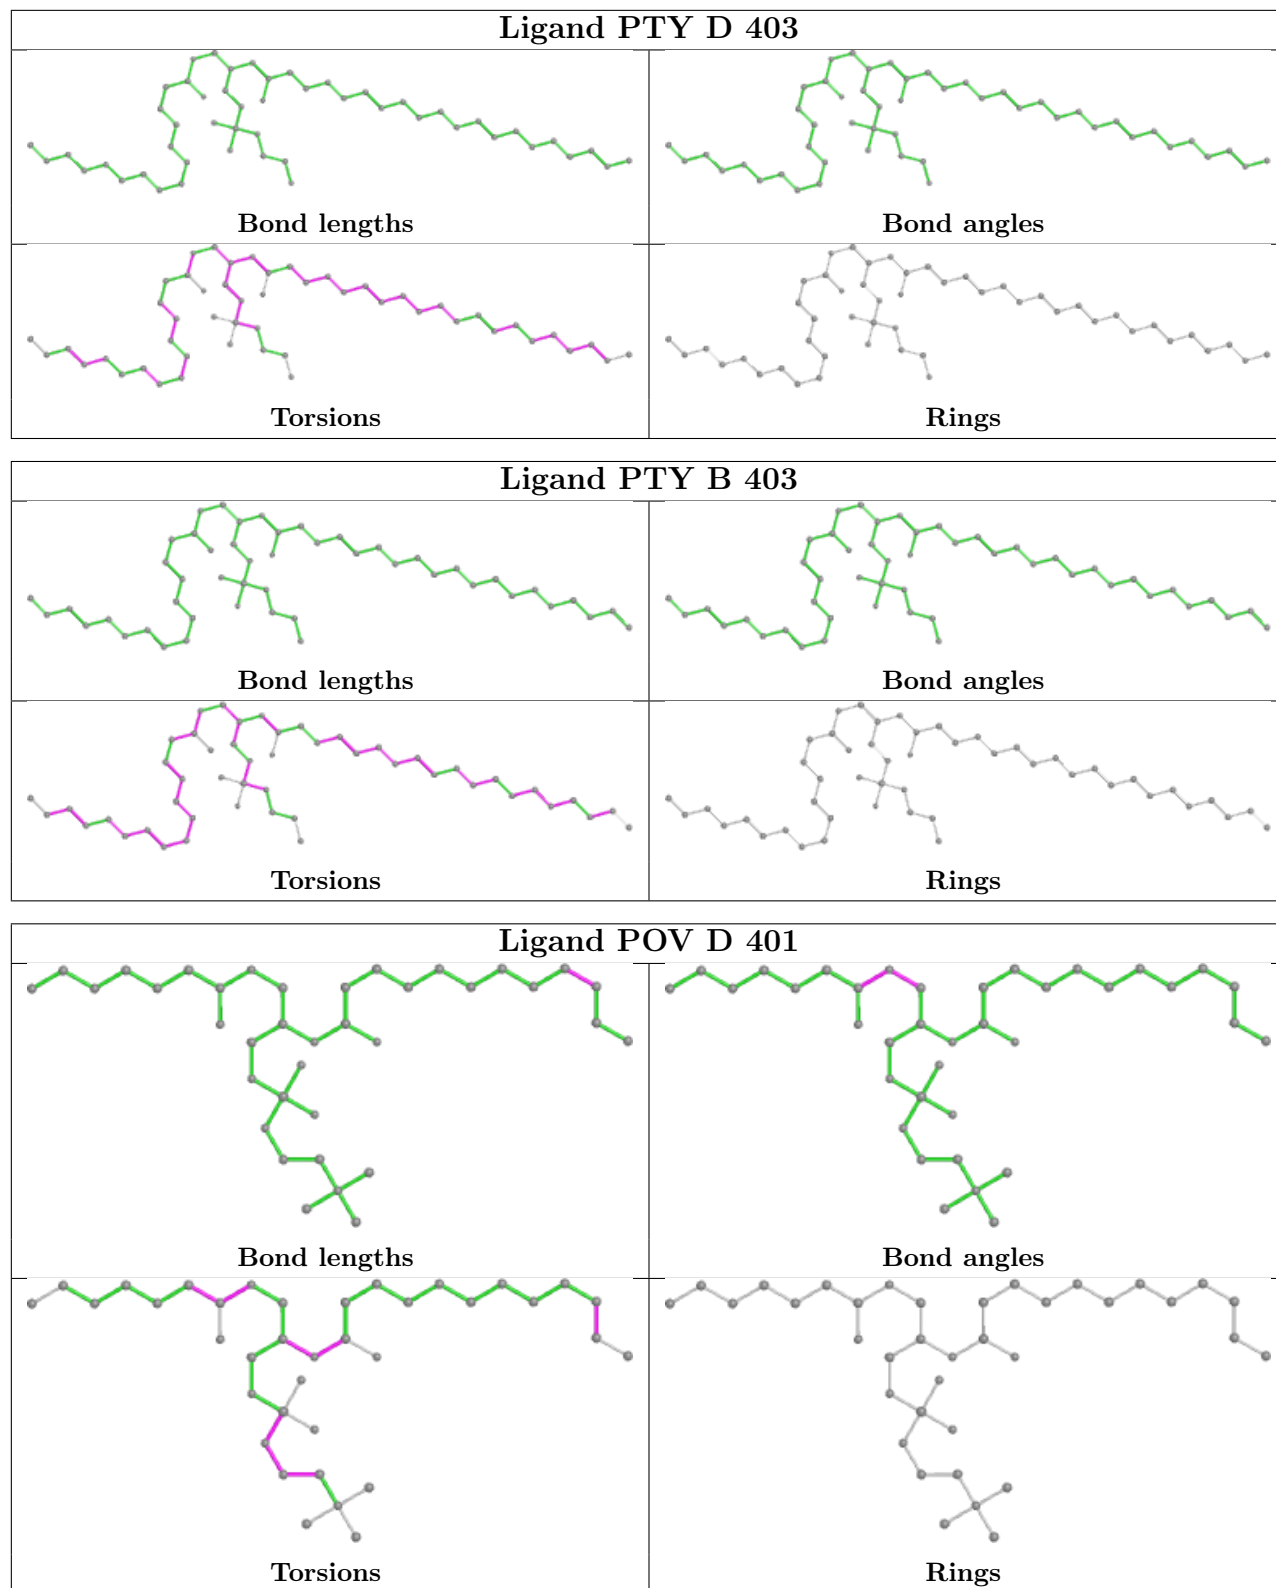 Ligand PTY D 403
Bond lengths
Bond angles
Torsions
Rings
Ligand PTY B 403
Bond lengths
Bond angles
Torsions
Rings
Ligand POV D 401
Bond lengths
Bond angles
Torsions
Rings